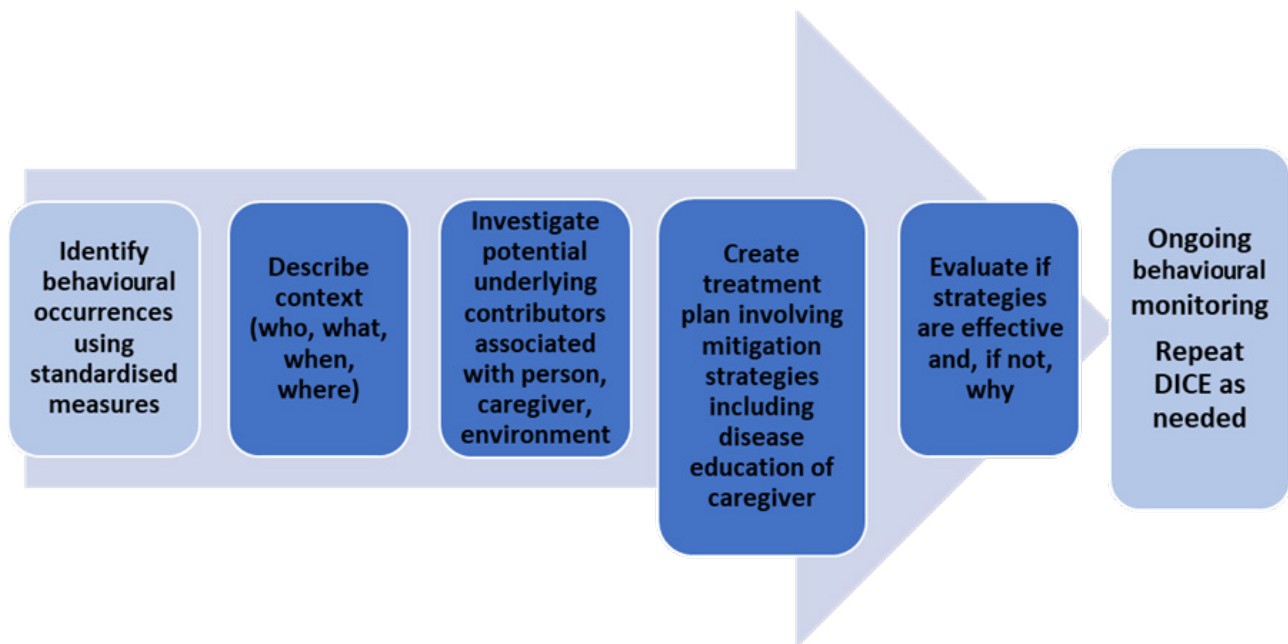 Identify
behavioural
occurrences
using
standardised
measures
Describe
context
(who, what,
when,
where)
Investigate
potential
underlying
contributors
associated
with person,
caregiver,
environment
Create
treatment
plan involving
mitigation
strategies
including
disease
education of
caregiver
Evaluate if
strategies
are effective
and, if not,
why
Ongoing
behavioural
monitoring
Repeat
DICE as
needed